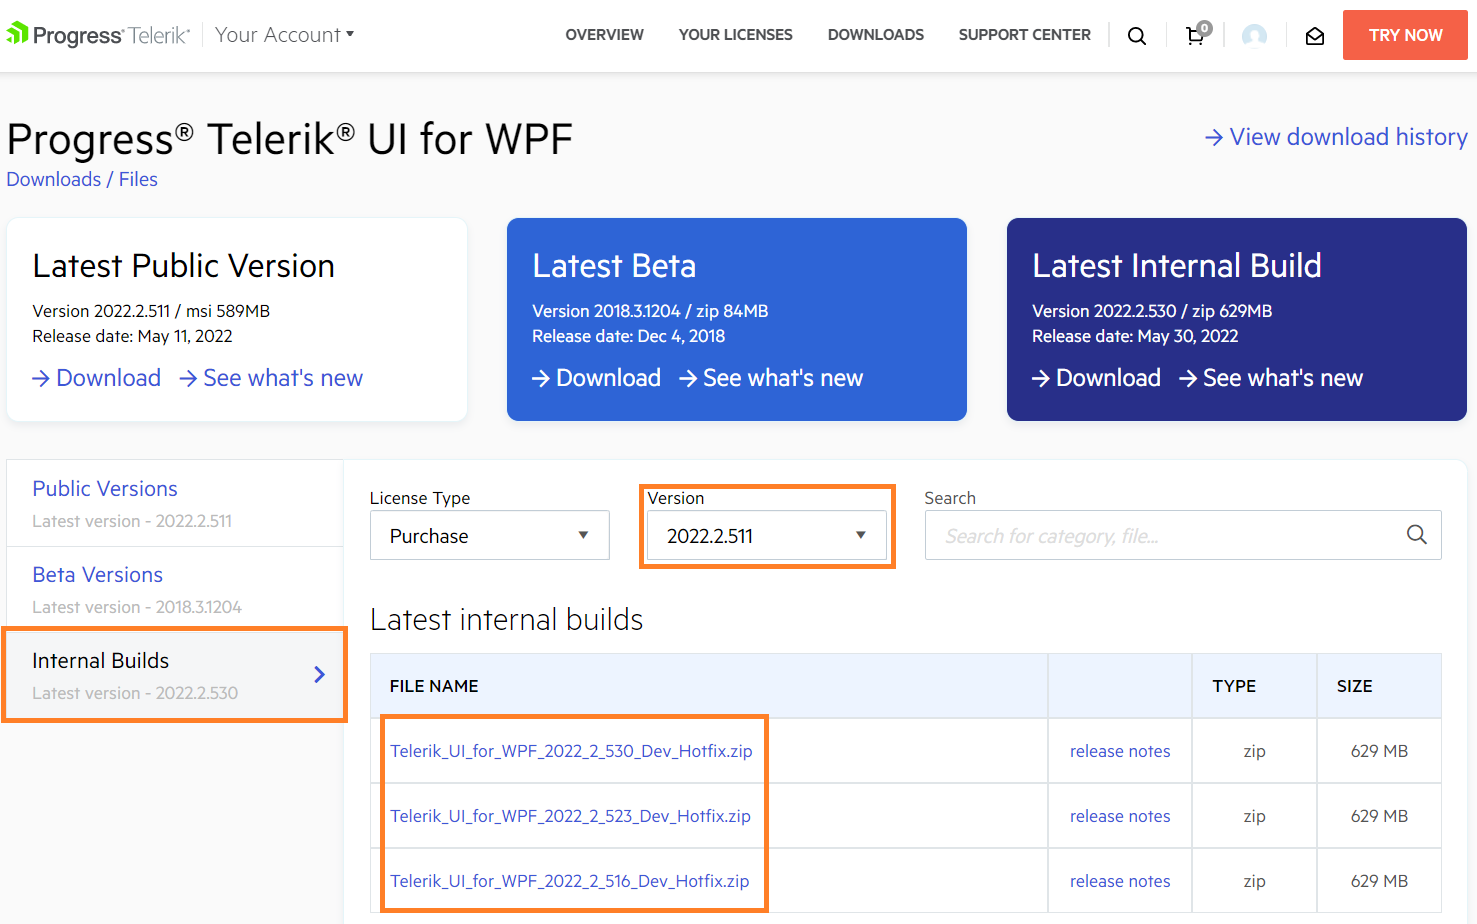 Progress® Telerik® Your Account
OVERVIEW YOUR LICENSES DOWNLOADS SUPPORT CENTER 0 TRY NOW
Progress® Telerik® UI for WPF
View download history
Downloads / Files
Latest Public Version
Version 2022.2.511 / msi 589MB
Release date: May 11, 2022
Download See what's new
Latest Beta
Version 2018.3.1204 / zip 84MB
Release date: Dec 4, 2018
Download See what's new
Latest Internal Build
Version 2022.2.530 / zip 629MB
Release date: May 30, 2022
Download See what's new
Public Versions
Latest version - 2022.2.511
Beta Versions
Latest version - 2018.3.1204
Internal Builds
Latest version - 2022.2.530
License Type
Purchase
Version
2022.2.511
Search
Search for category, file...
Latest internal builds
FILE NAME TYPE SIZE
Telerik_UI_for_WPF_2022_2_530_Dev_Hotfix.zip release notes zip 629 MB
Telerik_UI_for_WPF_2022_2_523_Dev_Hotfix.zip release notes zip 629 MB
Telerik_UI_for_WPF_2022_2_516_Dev_Hotfix.zip release notes zip 629 MB